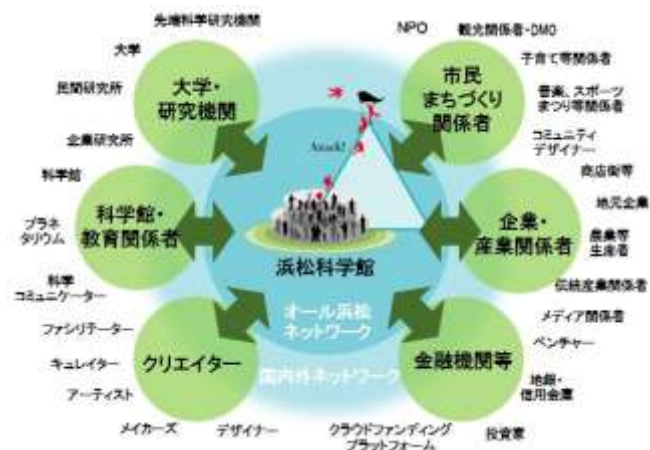 先端科学研究機関
大学
民間研究所
企業研究所
大学・
研究機関
NPO
観光関係者・DMO
子育て等関係者
音楽、スポーツ
まつり等関係者
コミュニティ
デザイナー
市民
まちづくり
関係者
Attack!
科学館
プラネ
タリウム
科学
コミュニケーター
科学館・
教育関係者
浜松科学館
商店街等
地元企業
農業等
生産者
伝統産業関係者
企業・
産業関係者
オール浜松
ネットワーク
国内外ネットワーク
ファシリテーター
キュレイター
アーティスト
メイカーズ
デザイナー
クリエイター
メディア関係者
ベンチャー
地銀・
信用金庫
投資家
クラウドファンディング
プラットフォーム
金融機関等